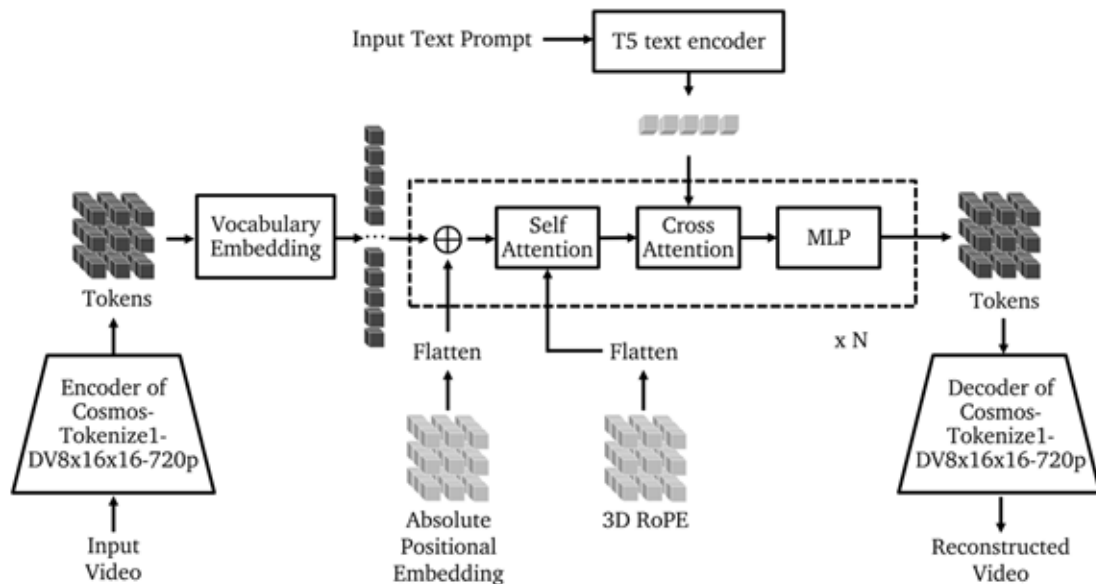 Input Text Prompt
T5 text encoder
Vocabulary
Embedding
...
Self
Attention
Cross
Attention
MLP
Tokens
Tokens
x N
Flatten
Flatten
Encoder of
Cosmos-
Tokenize1-
DV8x16x16-720p
Decoder of
Cosmos-
Tokenize1-
DV8x16x16-720p
Absolute
Positional
Embedding
3D RoPE
Input
Video
Reconstructed
Video